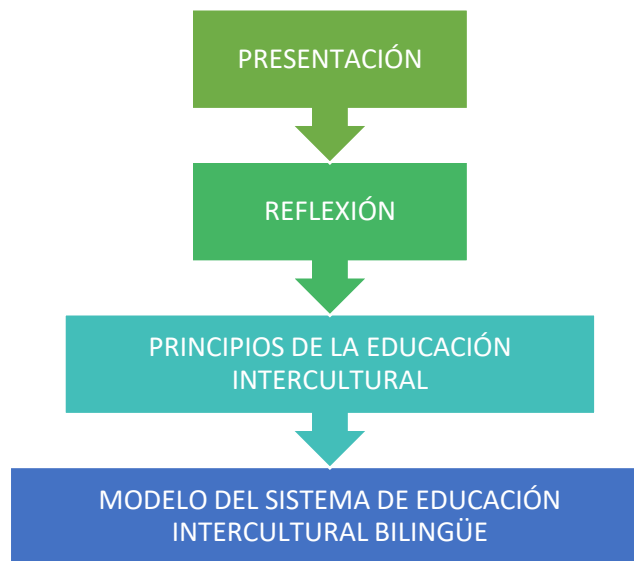 PRESENTACIÓN
REFLEXIÓN
PRINCIPIOS DE LA EDUCACIÓN
INTERCULTURAL
MODELO DEL SISTEMA DE EDUCACIÓN
INTERCULTURAL BILINGÜE